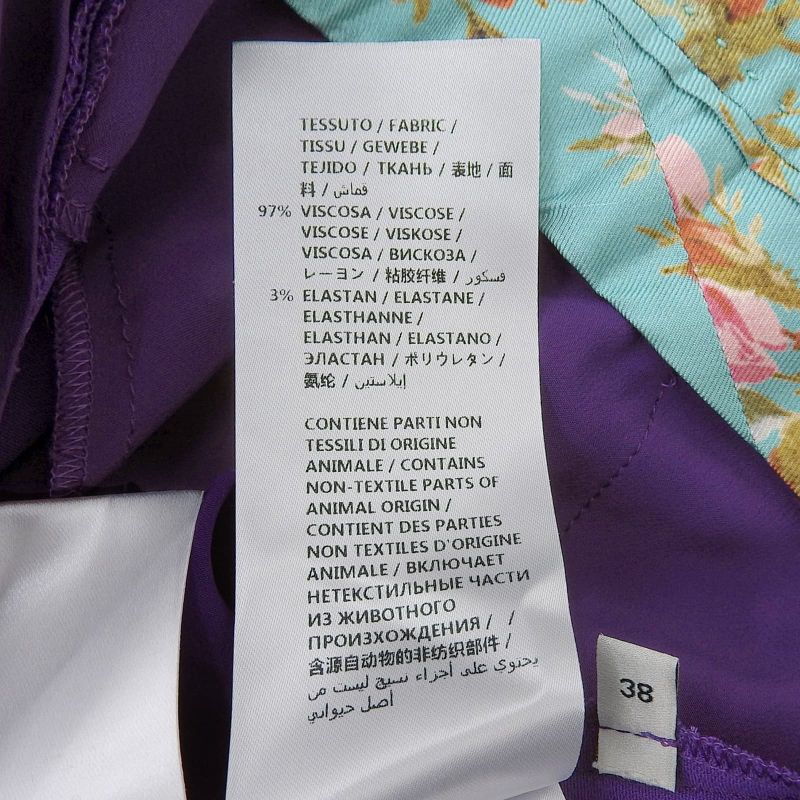 TESSUTO / FABRIC /
TISSU / GEWEBE /
TEJIDO / ТКАНЬ / 表地 / 面
料 / قماش
97% VISCOSA / VISCOSE /
VISCOSE / VISKOSE /
VISCOSA / ВИСКОЗА /
レーヨン / 粘胶纤维 / فسكور
3% ELASTAN / ELASTANE /
ELASTHANNE /
ELASTHAN / ELASTANO /
ЭЛАСТАН / ポリウレタン /
氨纶 / إيلاستين
CONTIENE PARTI NON
TESSILI DI ORIGINE
ANIMALE / CONTAINS
NON-TEXTILE PARTS OF
ANIMAL ORIGIN /
CONTIENT DES PARTIES
NON TEXTILES D'ORIGINE
ANIMALE / ВКЛЮЧАЕТ
НЕТЕКСТИЛЬНЫЕ ЧАСТИ
ИЗ ЖИВОТНОГО
ПРОИЗХОЖДЕНИЯ / /
含源自动物的非纺织部件 /
يحتوي على أجزاء نسيج ليست من
أصل حيواني
38